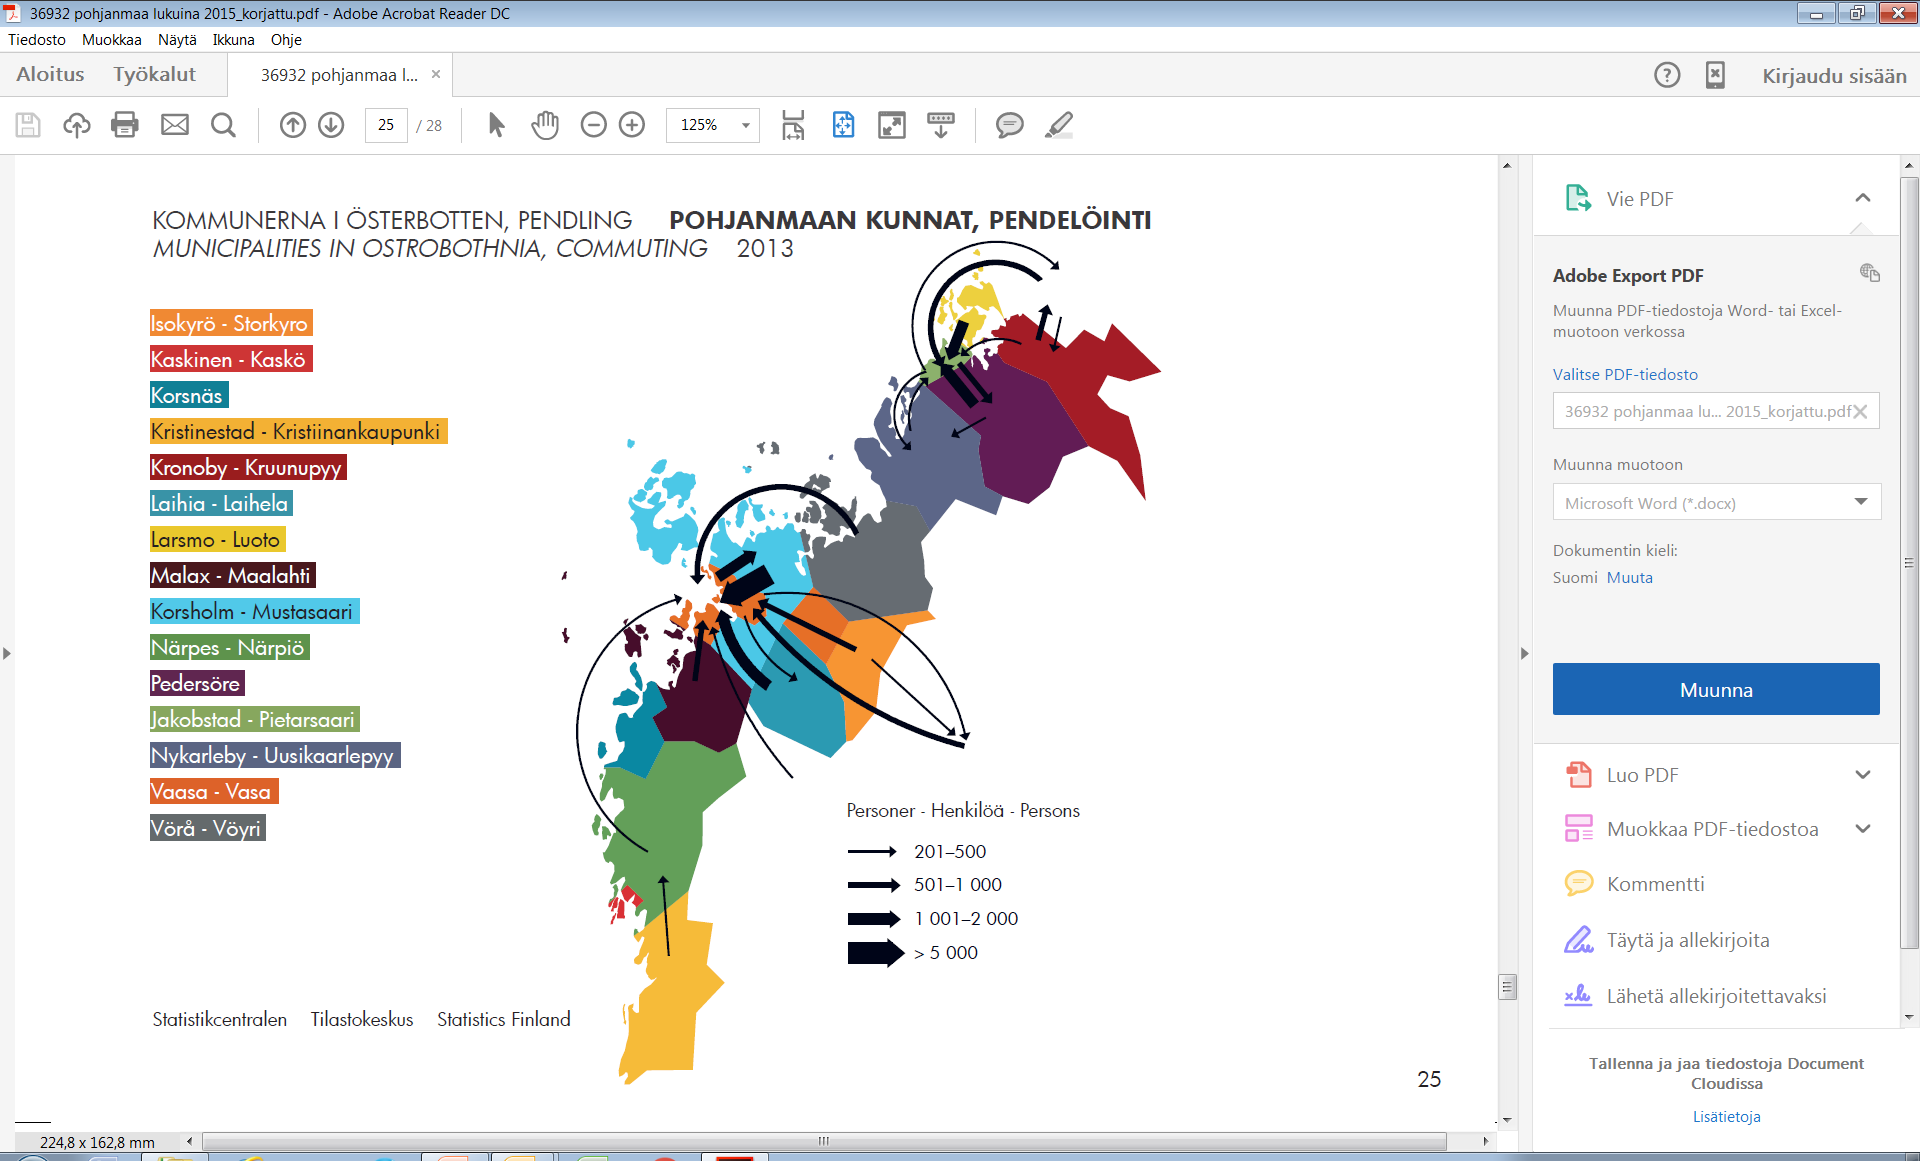 36932 pohjanmaa lukuina 2015_korjattu.pdf - Adobe Acrobat Reader DC
Tiedosto Muokkaa Näytä Ikkuna Ohje
Aloitus Työkalut 36932 pohjanmaa l... × Kirjaudu sisään
25 / 28 125%
KOMMUNERNA I ÖSTERBOTTEN, PENDLING POHJANMAAN KUNNAT, PENDELÖINTI
MUNICIPALITIES IN OSTROBOTHNIA, COMMUTING 2013
Isokyrö - Storkyro
Kaskinen - Kaskö
Korsnäs
Kristinestad - Kristiinankaupunki
Kronoby - Kruunupyy
Laihia - Laihela
Larsmo - Luoto
Malax - Maalahti
Korsholm - Mustasaari
Närpes - Närpiö
Pedersöre
Jakobstad - Pietarsaari
Nykarleby - Uusikaarlepyy
Vaasa - Vasa
Vörå - Vöyri
Personer - Henkilöä - Persons
201–500
501–1 000
1 001–2 000
> 5 000
Statistikcentralen Tilastokeskus Statistics Finland
25
224,8 x 162,8 mm
Vie PDF
Adobe Export PDF
Muunna PDF-tiedostoja Word- tai Excel-
muotoon verkossa
Valitse PDF-tiedosto
36932 pohjanmaa lu... 2015_korjattu.pdf
Muunna muotoon
Microsoft Word (*.docx)
Dokumentin kieli:
Suomi Muuta
Muunna
Luo PDF
Muokkaa PDF-tiedostoa
Kommentti
Täytä ja allekirjoita
Lähetä allekirjoitettavaksi
Tallenna ja jaa tiedostoja Document
Cloudissa
Lisätietoja